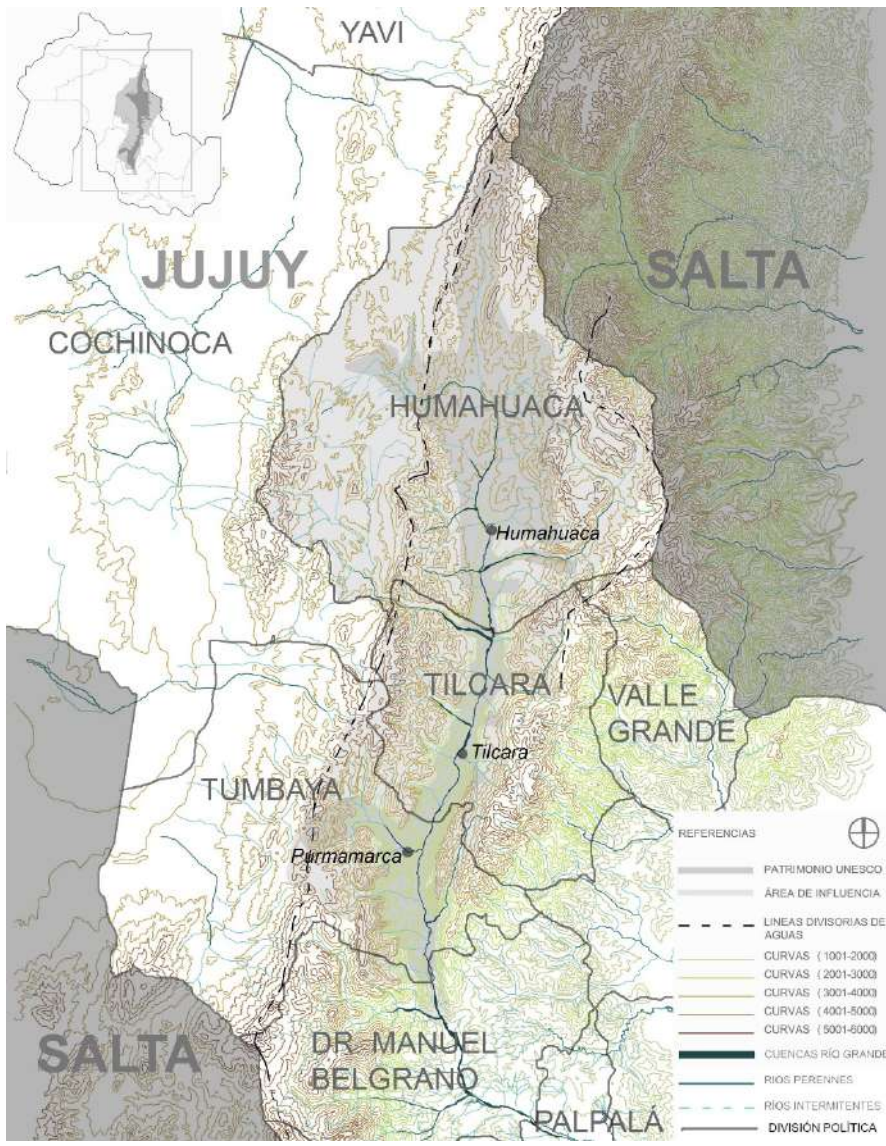 YAVI
JUJUY
SALTA
COCHINOCA
HUMAHUACA
Humahuaca
TILCARA
VALLE
GRANDE
Tilcara
TUMBAYA
Purmamarca
REFERENCIAS
PATRIMONIO UNESCO
ÁREA DE INFLUENCIA
LINEAS DIVISORIAS DE
AGUAS
CURVAS (1001-2000)
CURVAS (2001-3000)
CURVAS (3001-4000)
CURVAS (4001-5000)
CURVAS (5001-6000)
CUENCAS RÍO GRANDE
RIOS PERENNES
RÍOS INTERMITENTES
DIVISIÓN POLÍTICA
SALTA
DR. MANUEL
BELGRANO
PALPALÁ